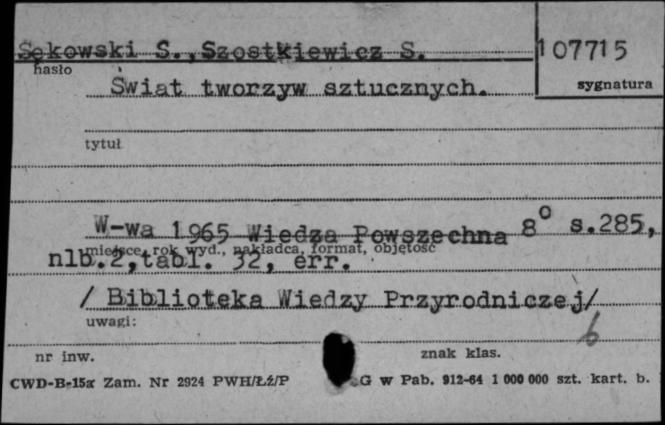 Sękowski S., Szostkiewicz S.
107715
hasło
sygnatura
Świat tworzyw sztucznych.
tytuł
W-wa 1965 Wiedza Powszechna 8° s.285,
miejsce, rok wyd., nakładca, format, objętość
nlb.2,tabl. 32, err.
/ Biblioteka Wiedzy Przyrodniczej/
uwagi:
6
nr inw.
znak klas.
CWD-B-15a Zam. Nr 2924 PWH/Łź/P
G w Pab. 912-64 1 000 000 szt. kart. b.